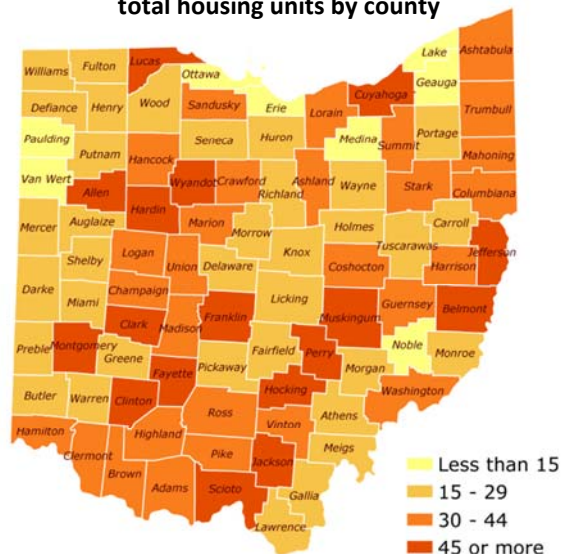 total housing units by county
Lake
Ashtabula
Lucas
Fulton
Williams
Ottawa
Geauga
Cuyahoga
Erie
Wood
Sandusky
Lorain
Trumbull
Defiance
Henry
Portage
Medina
Summit
Huron
Seneca
Paulding
Putnam
Mahoning
Hancock
Van Wert
Wyandot
Crawford
Ashland
Richland
Wayne
Stark
Columbiana
Allen
Hardin
Mercer
Auglaize
Marion
Morrow
Holmes
Carroll
Tuscarawas
Jefferson
Logan
Union
Knox
Shelby
Delaware
Coshocton
Harrison
Darke
Miami
Champaign
Licking
Guernsey
Belmont
Clark
Franklin
Muskingum
Madison
Preble
Montgomery
Greene
Fairfield
Perry
Noble
Monroe
Pickaway
Morgan
Fayette
Butler
Warren
Clinton
Hocking
Washington
Ross
Athens
Hamilton
Highland
Vinton
Clermont
Meigs
Pike
Jackson
Brown
Adams
Scioto
Gallia
Lawrence
Less than 15
15 - 29
30 - 44
45 or more